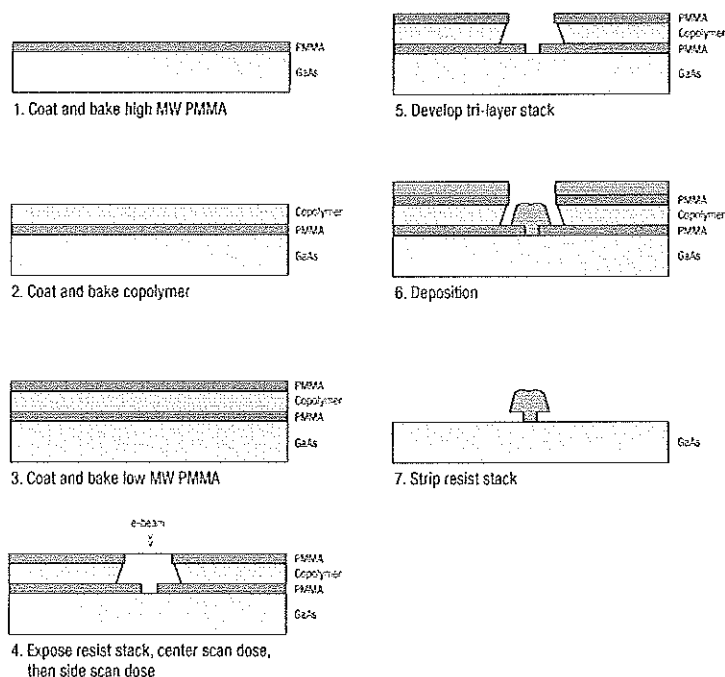 PMMA
GaAs
1. Coat and bake high MW PMMA
Copolymer
PMMA
GaAs
2. Coat and bake copolymer
PMMA
Copolymer
PMMA
GaAs
3. Coat and bake low MW PMMA
e-beam
PMMA
Copolymer
PMMA
GaAs
4. Expose resist stack, center scan dose,
then side scan dose
PMMA
Copolymer
PMMA
GaAs
5. Develop tri-layer stack
PMMA
Copolymer
PMMA
GaAs
6. Deposition
GaAs
7. Strip resist stack